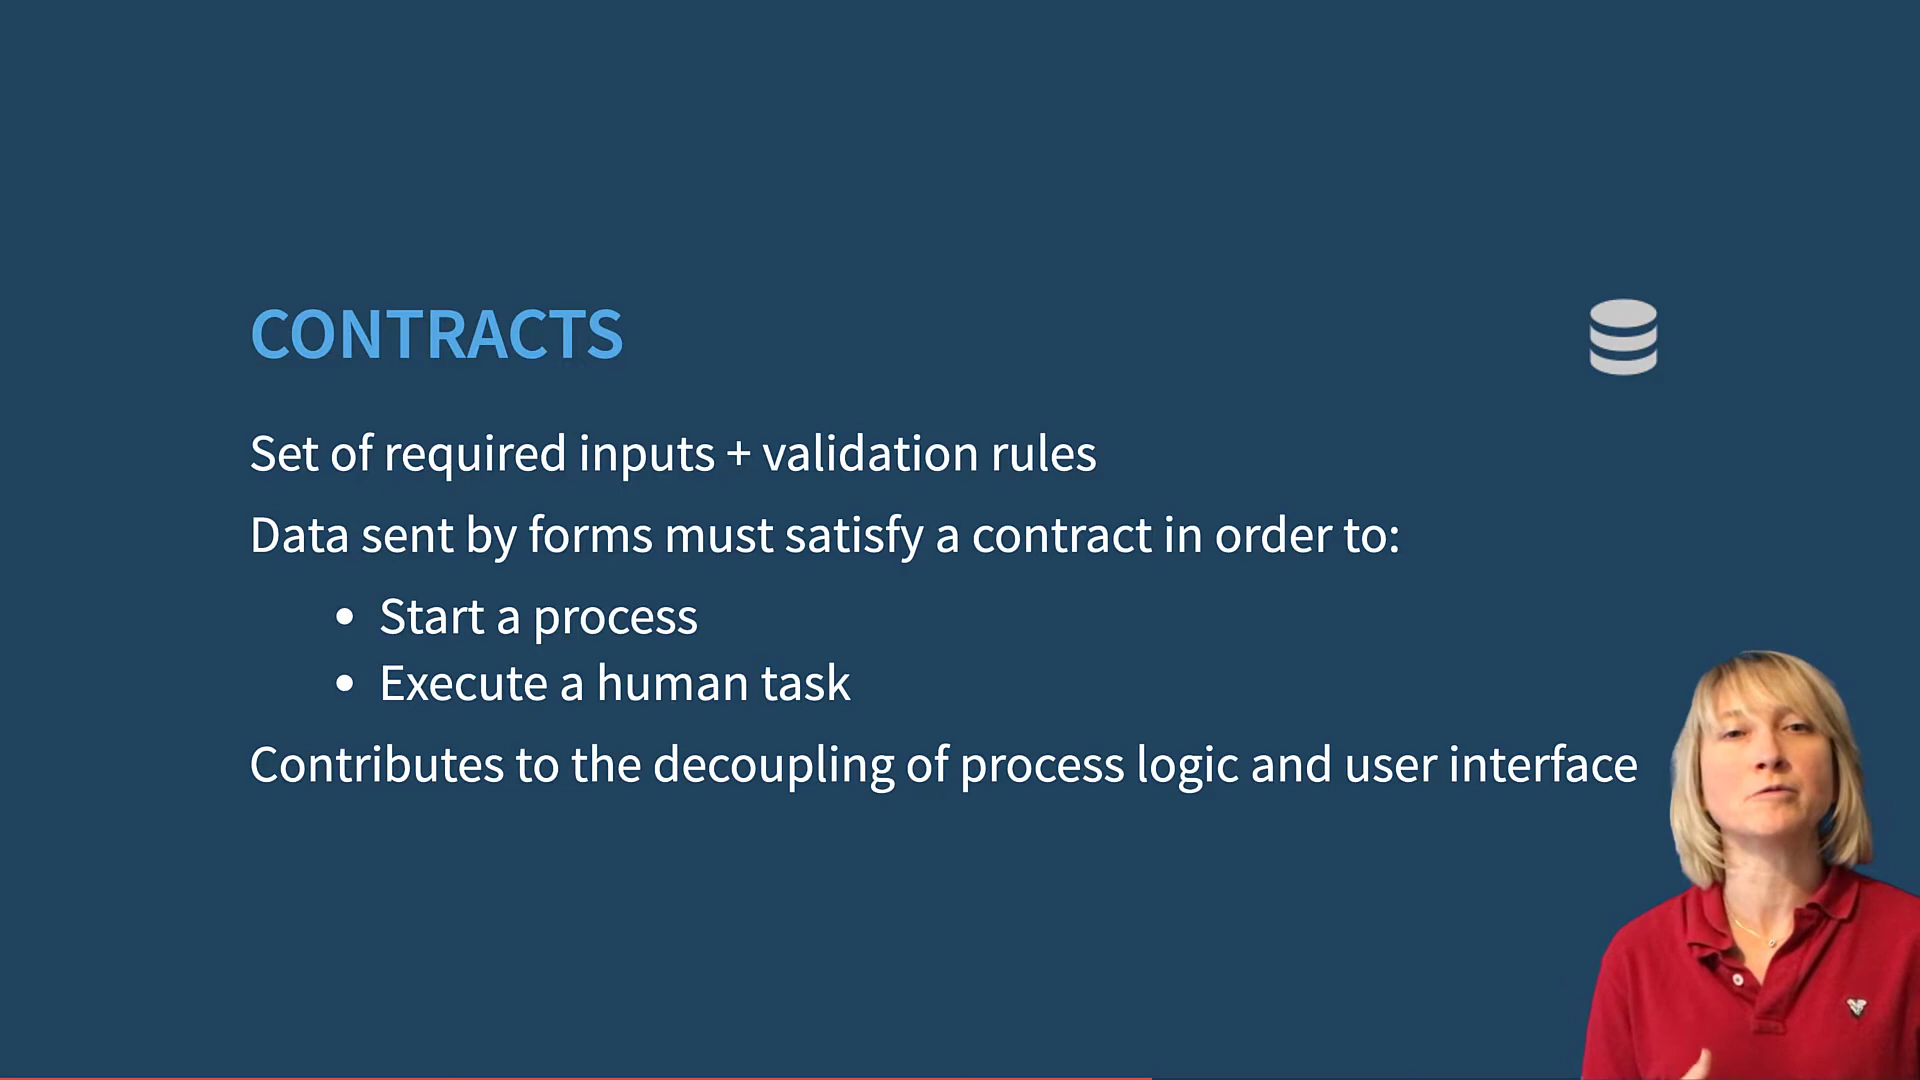 CONTRACTS
Set of required inputs + validation rules
Data sent by forms must satisfy a contract in order to:
• Start a process
• Execute a human task
Contributes to the decoupling of process logic and user interface